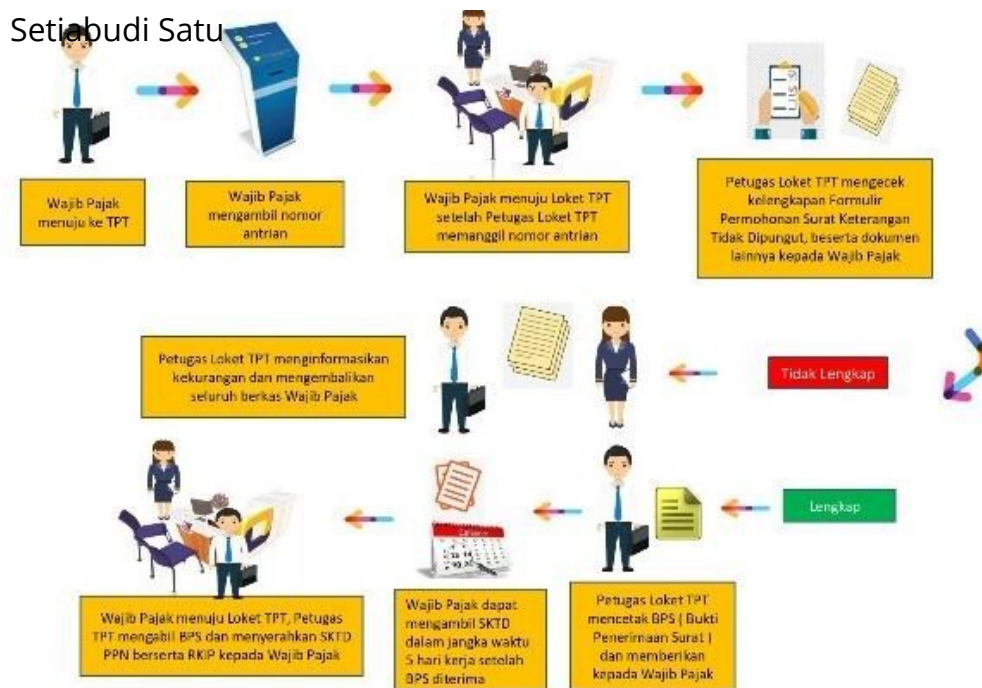 Setiabudi Satu
Wajib Pajak
menuju ke TPT
Wajib Pajak
mengambil nomor
antrian
Wajib Pajak menuju Loket TPT
setelah Petugas Loket TPT
memanggil nomor antrian
Petugas Loket TPT mengecek
kelengkapan Formulir
Permohonan Surat Keterangan
Tidak Dipungut, beserta dokumen
lainnya kepada Wajib Pajak
Petugas Loket TPT menginformasikan
kekurangan dan mengembalikan
seluruh berkas Wajib Pajak
Tidak Lengkap
Lengkap
Wajib Pajak menuju Loket TPT, Petugas
TPT mengabil BPS dan menyerahkan SKTD
PPN berserta RKIP kepada Wajib Pajak
Wajib Pajak dapat
mengambil SKTD
dalam jangka waktu
5 hari kerja setelah
BPS diterima
Petugas Loket TPT
mencetak BPS ( Bukti
Penerimaan Surat )
dan memberikan
kepada Wajib Pajak